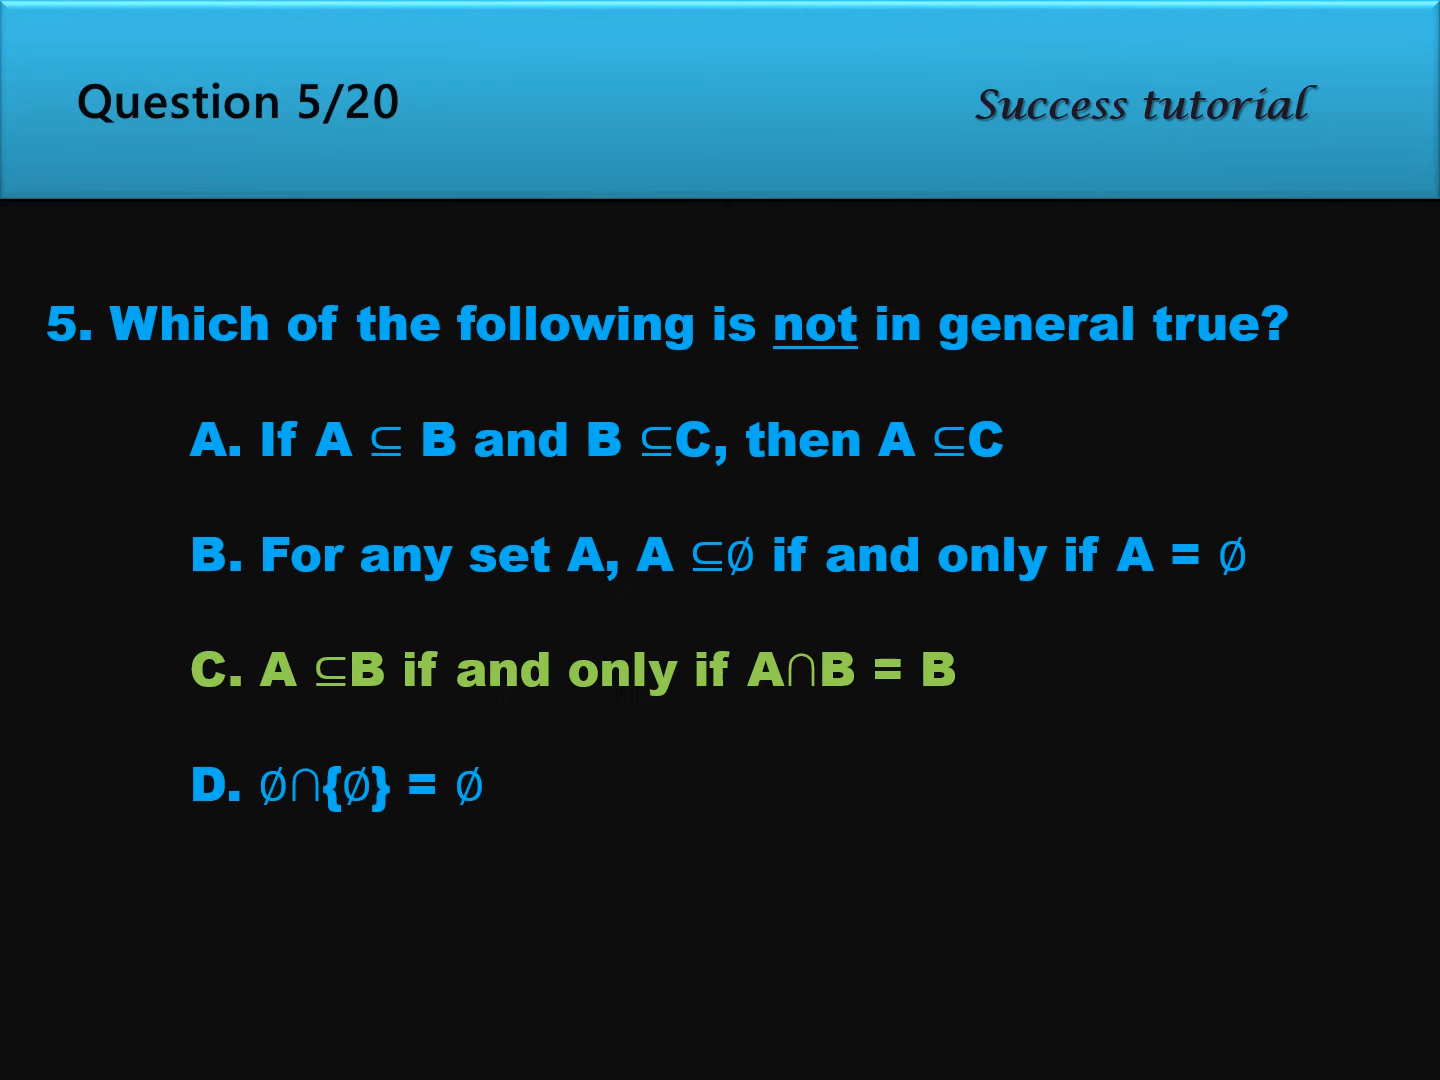 Question 5/20
Success tutorial
5. Which of the following is not in general true?
A. If A ⊆ B and B ⊆C, then A ⊆C
B. For any set A, A ⊆∅ if and only if A = ∅
C. A ⊆B if and only if A∩B = B
D. ∅∩{∅} = ∅